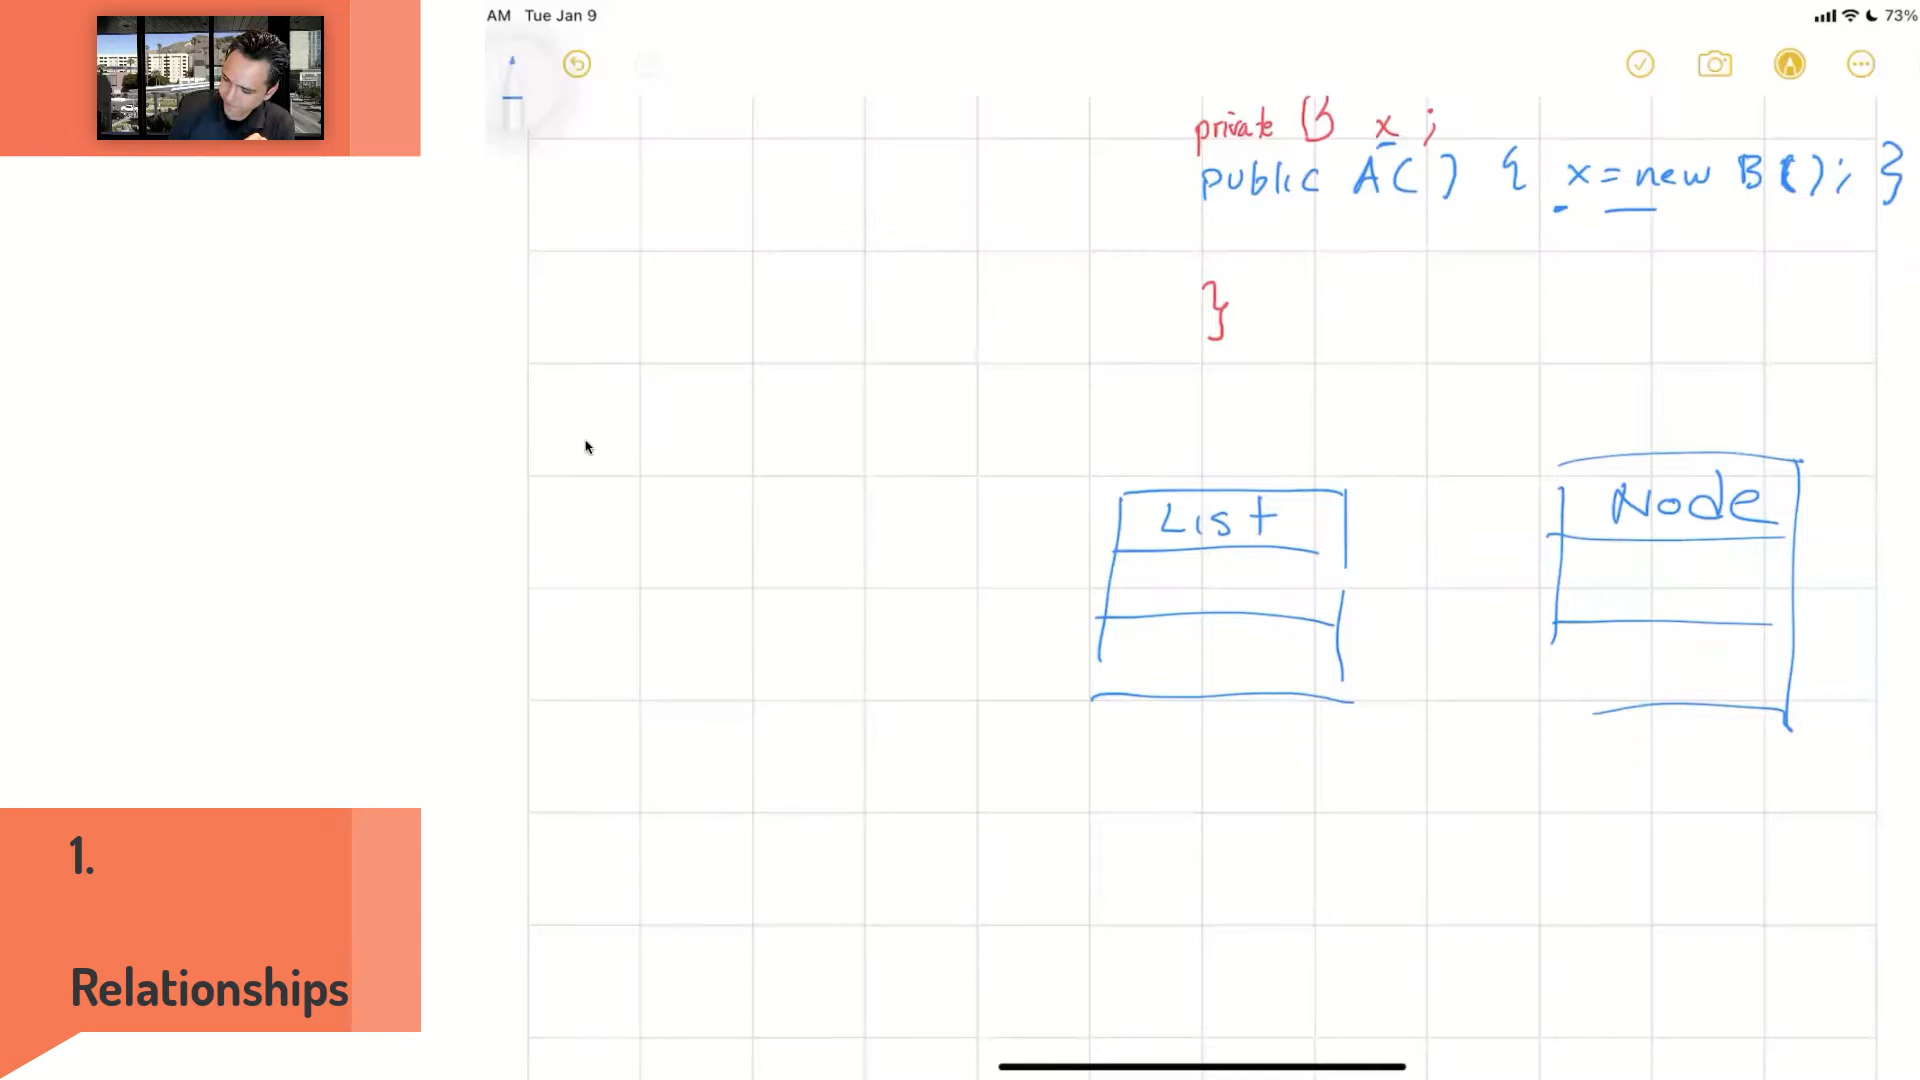 AM Tue Jan 9
73%
private B x ;
public A() { x = new B(); }
}
List
Node
1.
Relationships